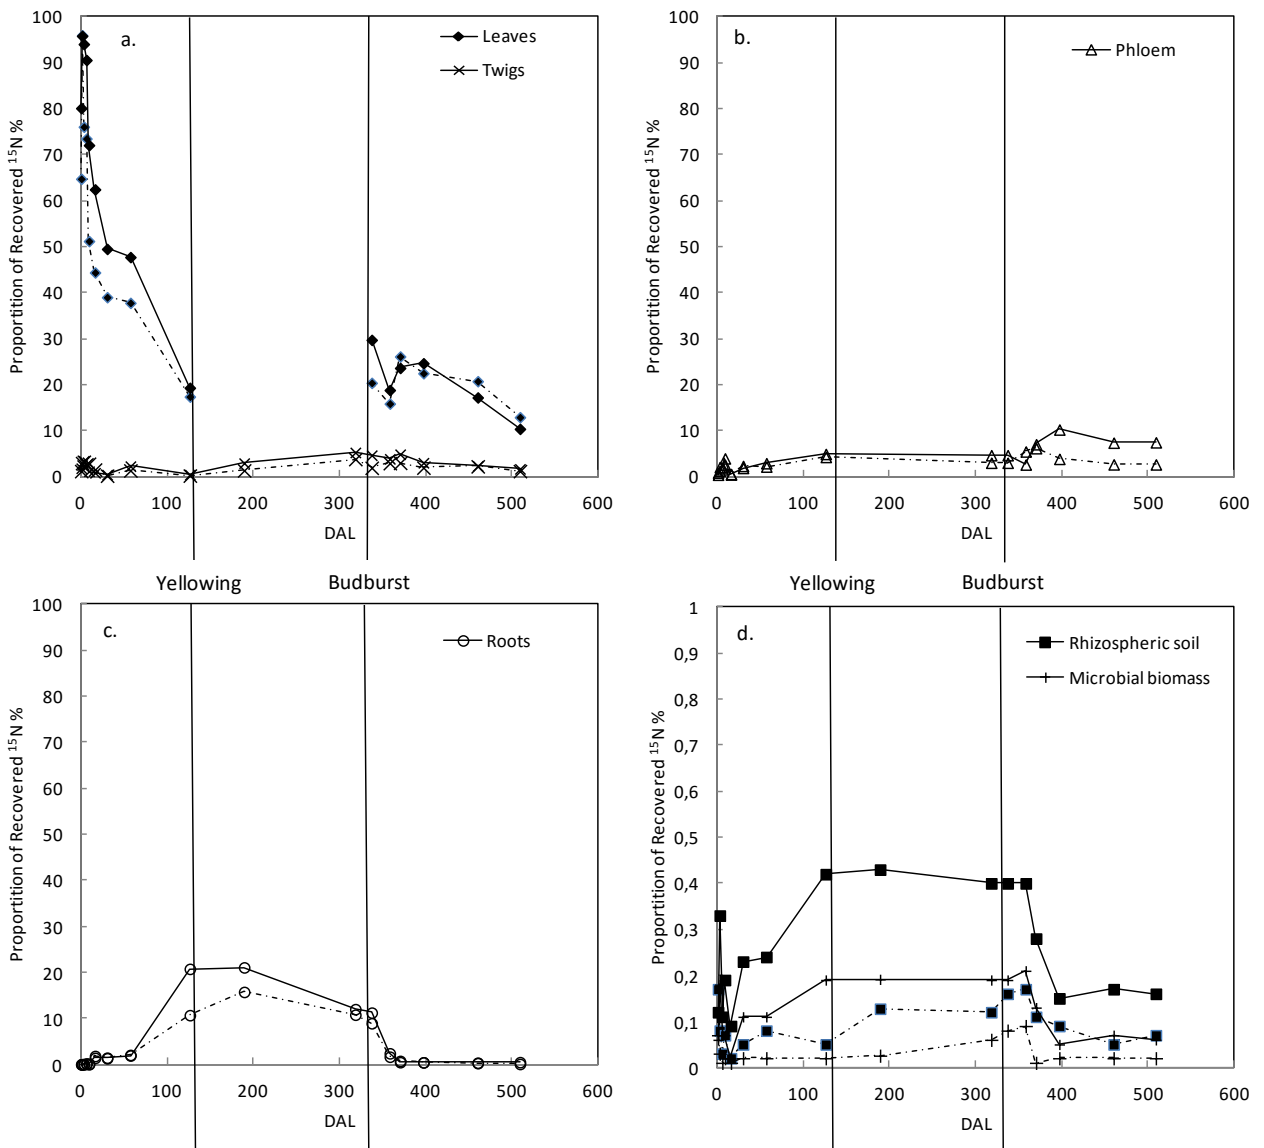 a.
Leaves
Twigs
100
90
80
70
60
50
40
30
20
10
0
Proportition of Recovered ¹⁵N %
0 100 200 300 400 500 600
DAL
b.
Phloem
100
90
80
70
60
50
40
30
20
10
0
Proportition of Recovered ¹⁵N %
0 100 200 300 400 500 600
DAL
Yellowing Budburst
Yellowing Budburst
c.
Roots
100
90
80
70
60
50
40
30
20
10
0
Proportition of Recovered ¹⁵N %
0 100 200 300 400 500 600
DAL
d.
Rhizospheric soil
Microbial biomass
1
0,9
0,8
0,7
0,6
0,5
0,4
0,3
0,2
0,1
0
Proportition of Recovered ¹⁵N %
0 100 200 300 400 500 600
DAL